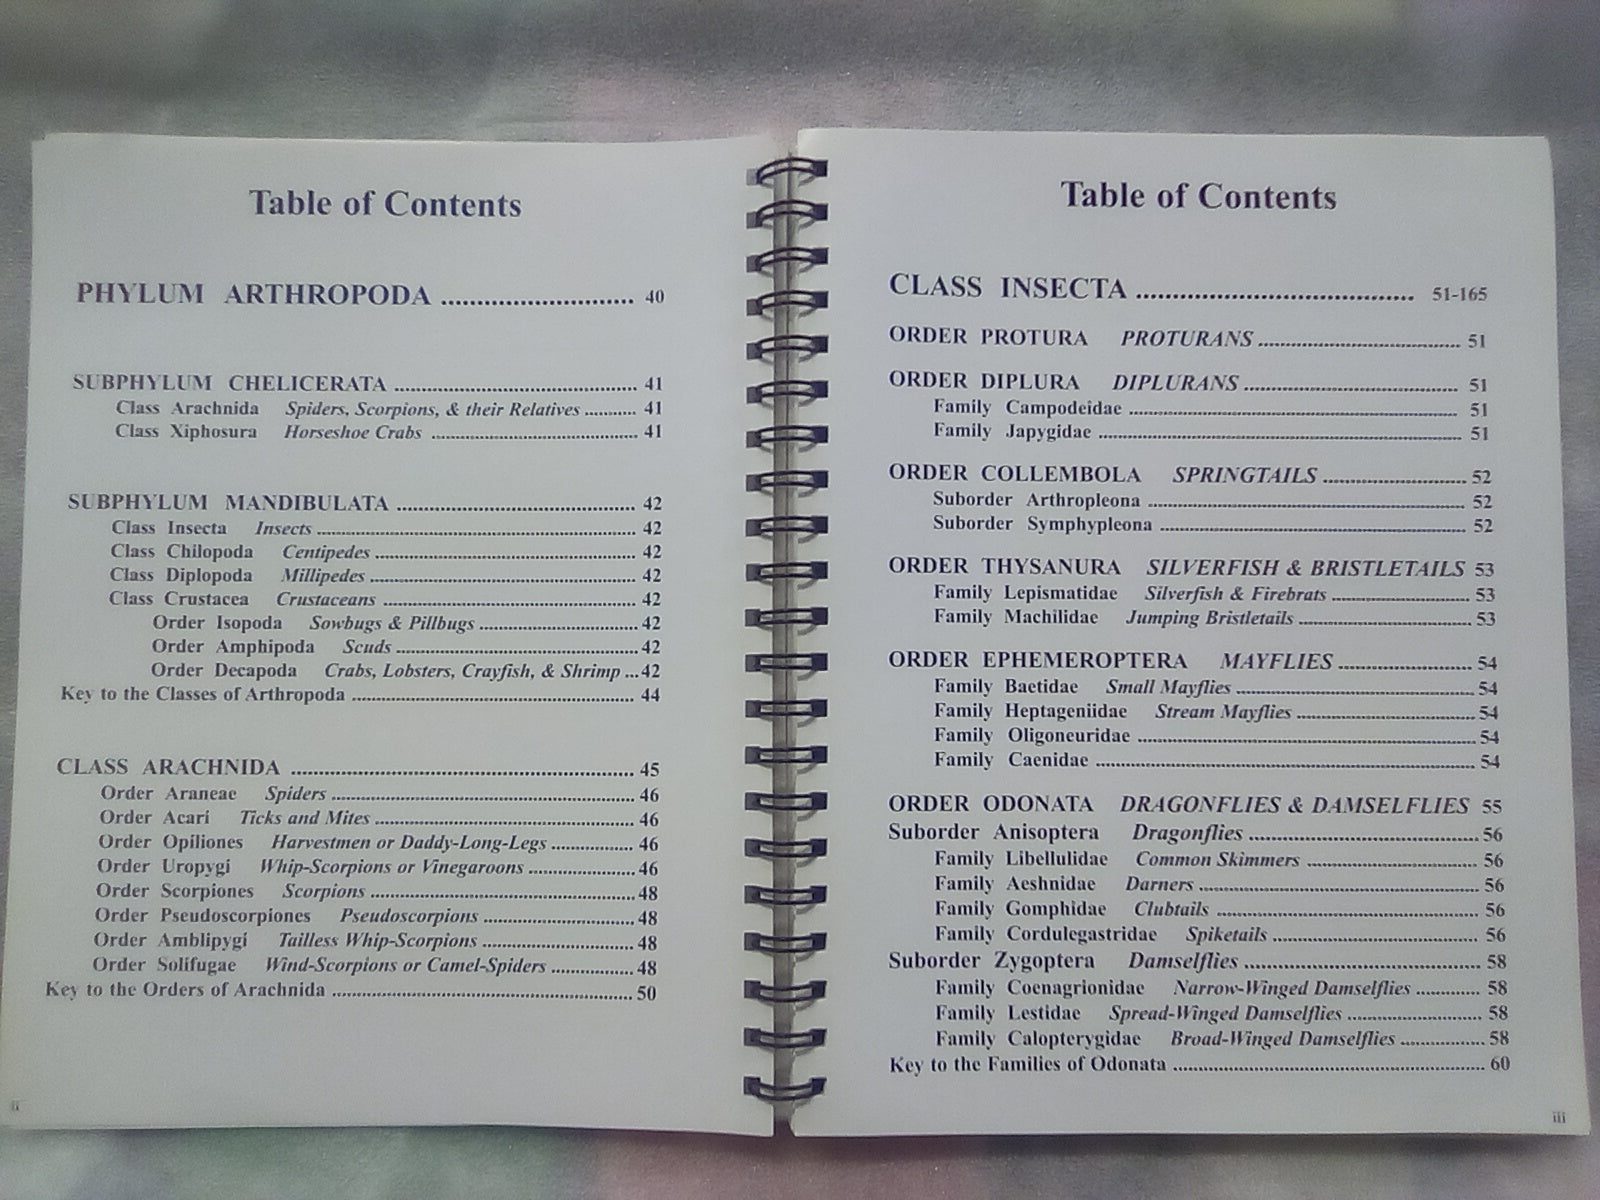 Table of Contents
PHYLUM ARTHROPODA ................................ 40
SUBPHYLUM CHELICERATA ................................ 41
Class Arachnida Spiders, Scorpions, & their Relatives .......... 41
Class Xiphosura Horseshoe Crabs ................................ 41
SUBPHYLUM MANDIBULATA ................................ 42
Class Insecta Insects ................................ 42
Class Chilopoda Centipedes ................................ 42
Class Diplopoda Millipedes ................................ 42
Class Crustacea Crustaceans ................................ 42
Order Isopoda Sowbugs & Pillbugs ................................ 42
Order Amphipoda Scuds ................................ 42
Order Decapoda Crabs, Lobsters, Crayfish, & Shrimp ... 42
Key to the Classes of Arthropoda ................................ 44
CLASS ARACHNIDA ................................ 45
Order Araneae Spiders ................................ 46
Order Acari Ticks and Mites ................................ 46
Order Opiliones Harvestmen or Daddy-Long-Legs ................ 46
Order Uropygi Whip-Scorpions or Vinegaroons .................... 46
Order Scorpiones Scorpions ................................ 48
Order Pseudoscorpiones Pseudoscorpions ................................ 48
Order Amblipygi Tailless Whip-Scorpions ................................ 48
Order Solifugae Wind-Scorpions or Camel-Spiders ................ 48
Key to the Orders of Arachnida ................................ 50
ii
Table of Contents
CLASS INSECTA ................................ 51-165
ORDER PROTURA PROTURANS ................................ 51
ORDER DIPLURA DIPLURANS ................................ 51
Family Campodeidae ................................ 51
Family Japygidae ................................ 51
ORDER COLLEMBOLA SPRINGTAILS ................................ 52
Suborder Arthropleona ................................ 52
Suborder Symphypleona ................................ 52
ORDER THYSANURA SILVERFISH & BRISTLETAILS 53
Family Lepismatidae Silverfish & Firebrats ................................ 53
Family Machilidae Jumping Bristletails ................................ 53
ORDER EPHEMEROPTERA MAYFLIES ................................ 54
Family Baetidae Small Mayflies ................................ 54
Family Heptageniidae Stream Mayflies ................................ 54
Family Oligoneuridae ................................ 54
Family Caenidae ................................ 54
ORDER ODONATA DRAGONFLIES & DAMSELFLIES 55
Suborder Anisoptera Dragonflies ................................ 56
Family Libellulidae Common Skimmers ................................ 56
Family Aeshnidae Darners ................................ 56
Family Gomphidae Clubtails ................................ 56
Family Cordulegastridae Spiketails ................................ 56
Suborder Zygoptera Damselflies ................................ 58
Family Coenagrionidae Narrow-Winged Damselflies ............ 58
Family Lestidae Spread-Winged Damselflies ........................ 58
Family Calopterygidae Broad-Winged Damselflies ................ 58
Key to the Families of Odonata ................................ 60
iii